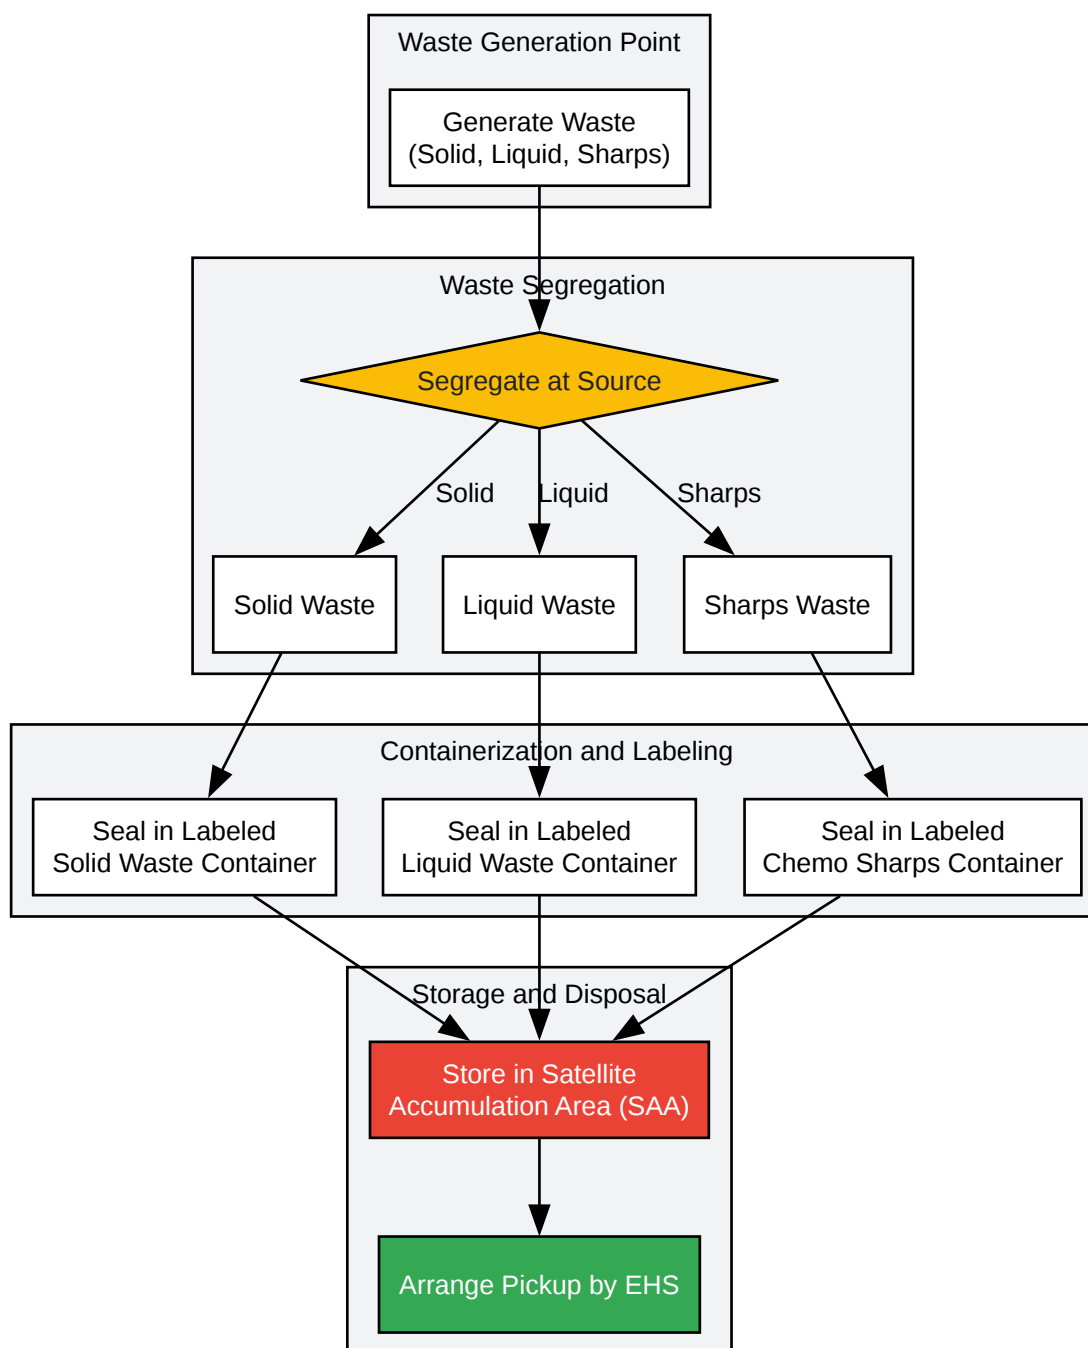 Waste Generation Point
Generate Waste
(Solid, Liquid, Sharps)
Waste Segregation
Segregate at Source
Solid
Liquid
Sharps
Solid Waste
Liquid Waste
Sharps Waste
Containerization and Labeling
Seal in Labeled
Solid Waste Container
Seal in Labeled
Liquid Waste Container
Seal in Labeled
Chemo Sharps Container
Storage and Disposal
Store in Satellite
Accumulation Area (SAA)
Arrange Pickup by EHS